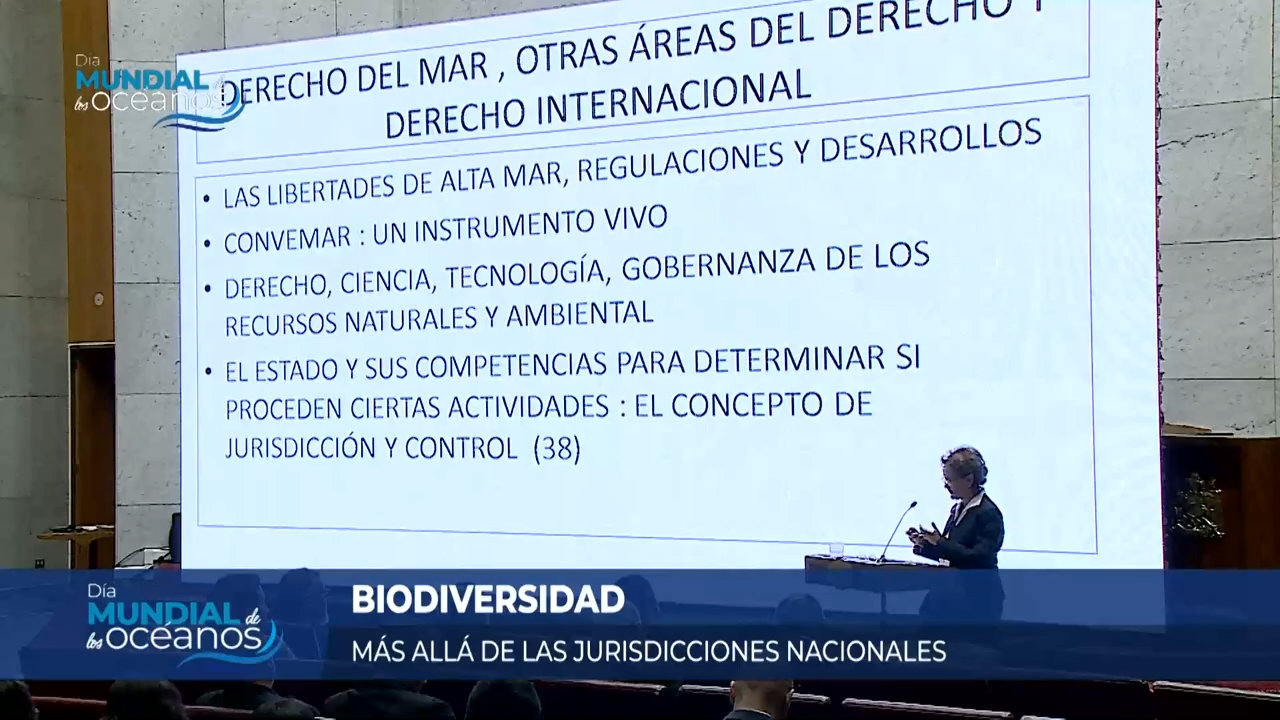 Día
MUNDIAL de
los océanos
DERECHO DEL MAR , OTRAS ÁREAS DEL DERECHO Y
DERECHO INTERNACIONAL
• LAS LIBERTADES DE ALTA MAR, REGULACIONES Y DESARROLLOS
• CONVEMAR : UN INSTRUMENTO VIVO
• DERECHO, CIENCIA, TECNOLOGÍA, GOBERNANZA DE LOS
RECURSOS NATURALES Y AMBIENTAL
• EL ESTADO Y SUS COMPETENCIAS PARA DETERMINAR SI
PROCEDEN CIERTAS ACTIVIDADES : EL CONCEPTO DE
JURISDICCIÓN Y CONTROL (38)
Día
MUNDIAL de
los océanos
BIODIVERSIDAD
MÁS ALLÁ DE LAS JURISDICCIONES NACIONALES